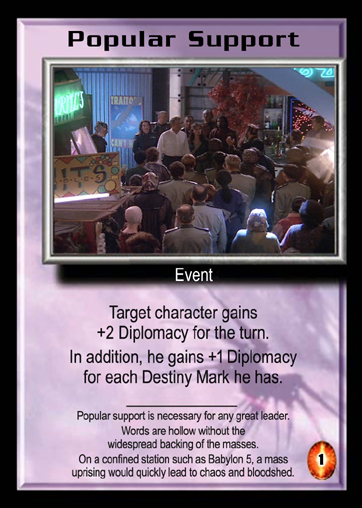 Popular Support
TRAITOR
CAN'T
Event
Target character gains
+2 Diplomacy for the turn.
In addition, he gains +1 Diplomacy
for each Destiny Mark he has.
Popular support is necessary for any great leader.
Words are hollow without the
widespread backing of the masses.
On a confined station such as Babylon 5, a mass
uprising would quickly lead to chaos and bloodshed.
1